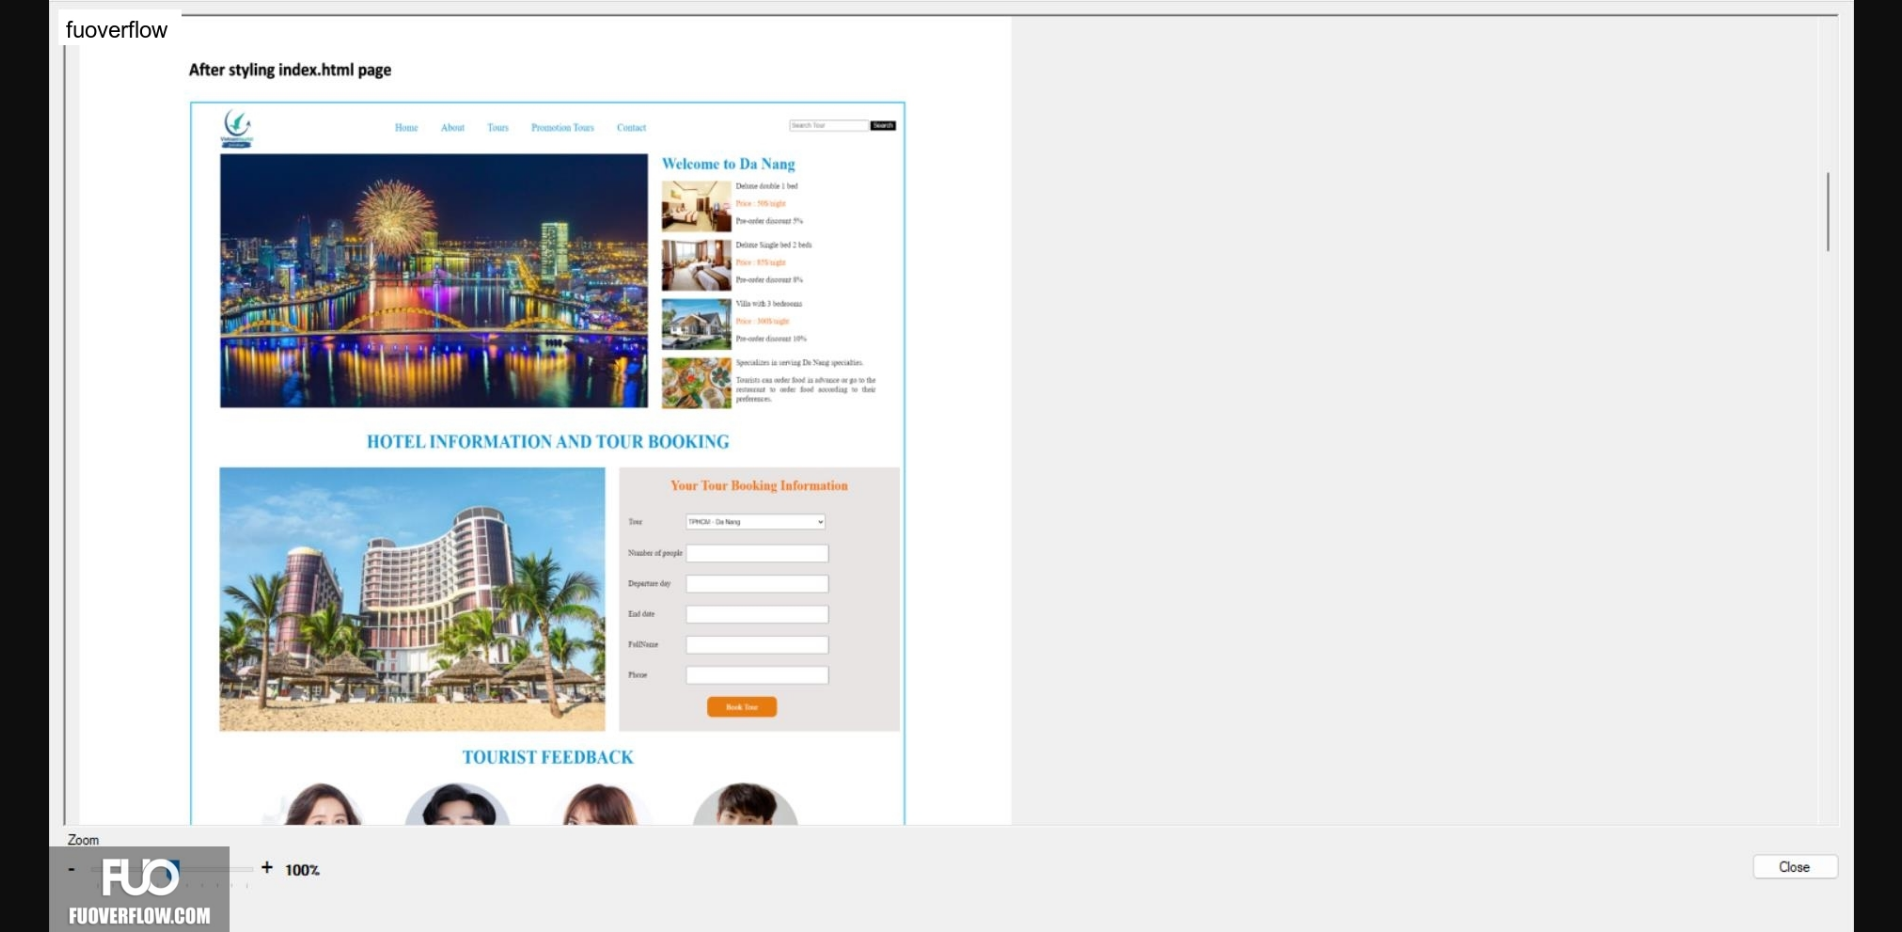 fuoverflow
After styling index.html page
Home About Tours Promotion Tours Contact
Search Tour Search
Welcome to Da Nang
Deluxe double 1 bed
Price : 50$/night
Pre-order discount 5%
Deluxe Single bed 2 beds
Price : 85$/night
Pre-order discount 8%
Villa with 3 bedrooms
Price : 300$/night
Pre-order discount 10%
Specializes in serving Da Nang specialties.
Tourists can order food in advance or go to the
restaurant to order food according to their
preferences.
HOTEL INFORMATION AND TOUR BOOKING
Your Tour Booking Information
Tour TPHCM - Da Nang
Number of people
Departure day
End date
FullName
Phone
Book Tour
TOURIST FEEDBACK
Zoom
- + 100%
Close
FUO
FUOVERFLOW.COM